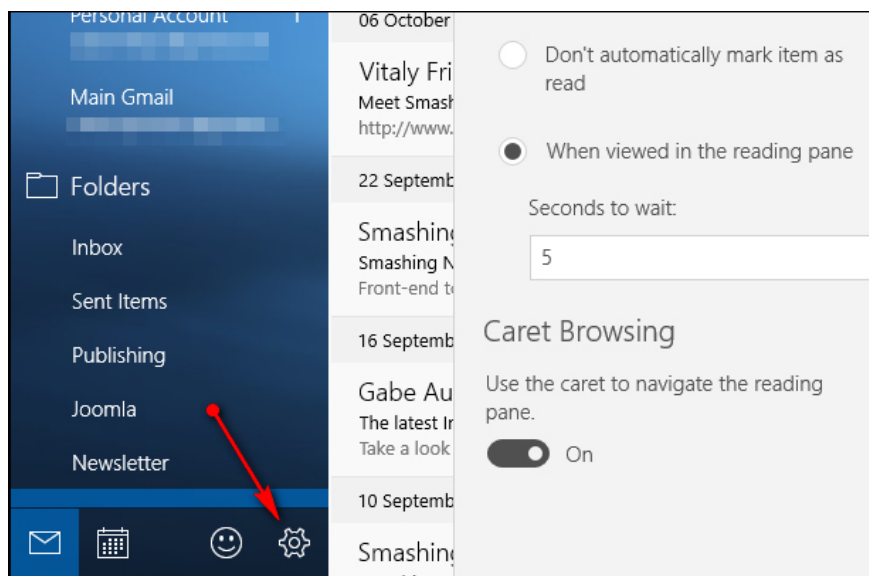 Personal Account 1
Main Gmail
Folders
Inbox
Sent Items
Publishing
Joomla
Newsletter
06 October
Vitaly Fri
Meet Smash
http://www.
22 Septemb
Smashing
Smashing N
Front-end to
16 Septemb
Gabe Au
The latest Ir
Take a look
10 Septemb
Smashing
Don't automatically mark item as
read
When viewed in the reading pane
Seconds to wait:
5
Caret Browsing
Use the caret to navigate the reading
pane.
On